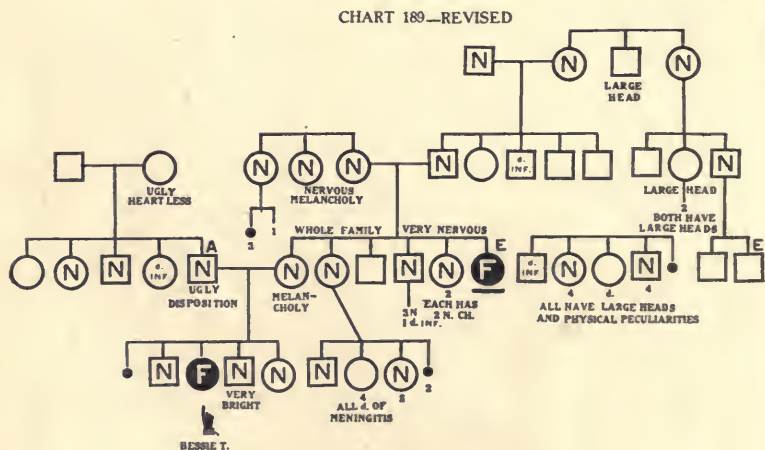 CHART 189—REVISED
N N N
LARGE
HEAD
N N N N d.
INF. N
UGLY
HEARTLESS
NERVOUS
MELANCHOLY
LARGE HEAD
2
BOTH HAVE
LARGE HEADS
3 1
WHOLE FAMILY VERY NERVOUS
A E E
N N d.
INF N N N N N F d.
INF N d. N
UGLY
DISPOSITION
MELAN-
CHOLY
2 4 4
3N
1 d. INF.
EACH HAS
2 N. CH.
ALL HAVE LARGE HEADS
AND PHYSICAL PECULIARITIES
N F N N N N
VERY
BRIGHT
4 2 2
ALL d. OF
MENINGITIS
BESSIE T.